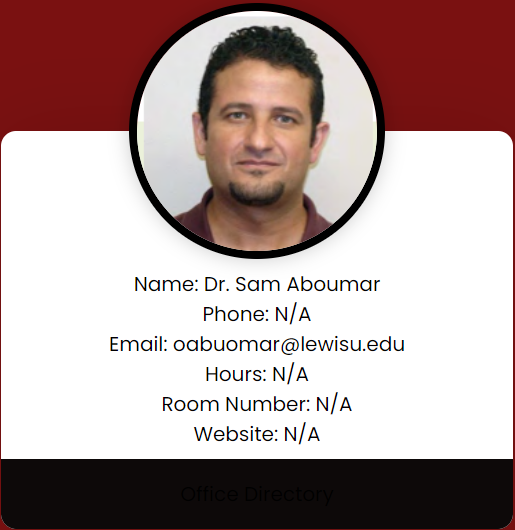 Name: Dr. Sam Aboumar
Phone: N/A
Email: oabuomar@lewisu.edu
Hours: N/A
Room Number: N/A
Website: N/A
Office Directory